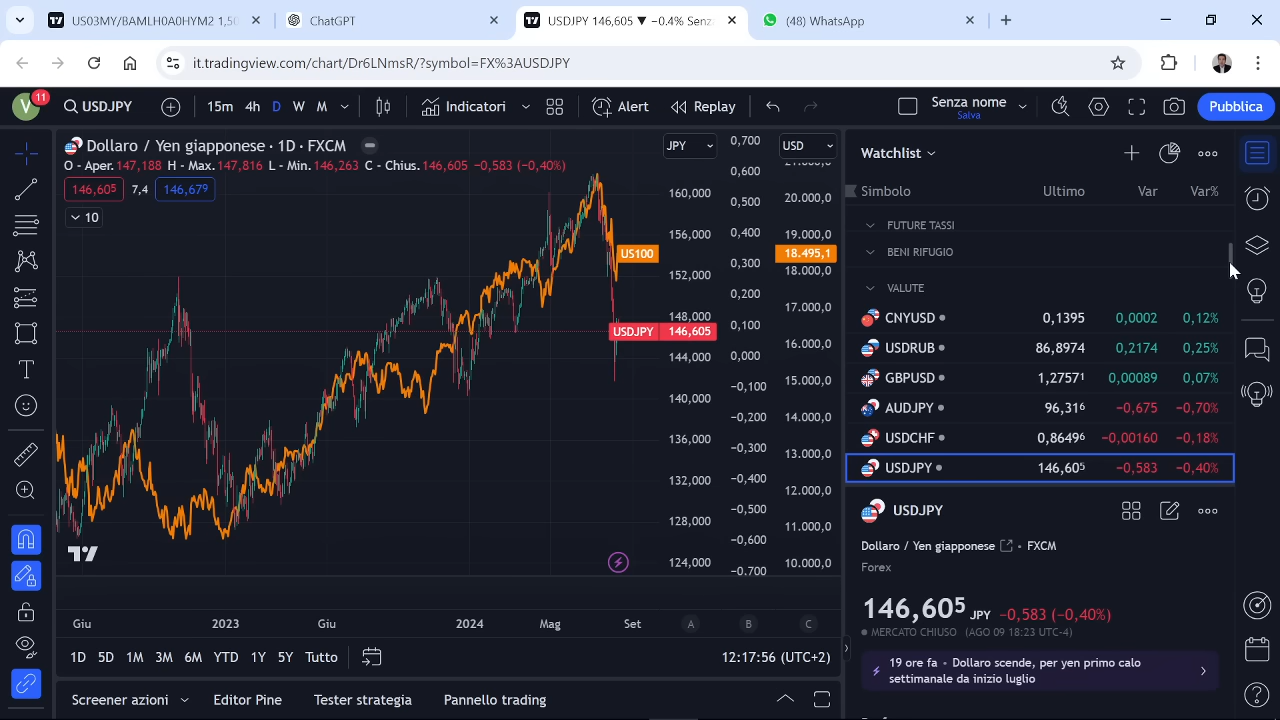 US03MY/BAMLH0A0HYM2 1,50
ChatGPT
USDJPY 146,605 ▼ −0.4% Senz
(48) WhatsApp
it.tradingview.com/chart/Dr6LNmsR/?symbol=FX%3AUSDJPY
V 11
USDJPY
15m 4h D W M
Indicatori
Alert
Replay
Senza nome
Salva
Pubblica
Dollaro / Yen giapponese · 1D · FXCM
O - Aper. 147,188 H - Max. 147,816 L - Min. 146,263 C - Chius. 146,605 −0,583 (−0,40%)
146,605 7,4 146,679
10
JPY
USD
160,000
156,000
152,000
148,000
144,000
140,000
136,000
132,000
128,000
124,000
0,700
0,600
0,500
0,400
0,300
0,200
0,100
0,000
−0,100
−0,200
−0,300
−0,400
−0,500
−0,600
−0,700
20.000,0
19.000,0
18.000,0
17.000,0
16.000,0
15.000,0
14.000,0
13.000,0
12.000,0
11.000,0
10.000,0
US100 18.495,1
USDJPY 146,605
Giu 2023 Giu 2024 Mag Set
A B C
1D 5D 1M 3M 6M YTD 1Y 5Y Tutto
12:17:56 (UTC+2)
Screener azioni Editor Pine Tester strategia Pannello trading
Watchlist
Simbolo Ultimo Var Var%
FUTURE TASSI
BENI RIFUGIO
VALUTE
CNYUSD 0,1395 0,0002 0,12%
USDRUB 86,8974 0,2174 0,25%
GBPUSD 1,27571 0,00089 0,07%
AUDJPY 96,316 −0,675 −0,70%
USDCHF 0,86496 −0,00160 −0,18%
USDJPY 146,605 −0,583 −0,40%
USDJPY
Dollaro / Yen giapponese • FXCM
Forex
146,605 JPY −0,583 (−0,40%)
MERCATO CHIUSO (AGO 09 18:23 UTC-4)
19 ore fa • Dollaro scende, per yen primo calo
settimanale da inizio luglio